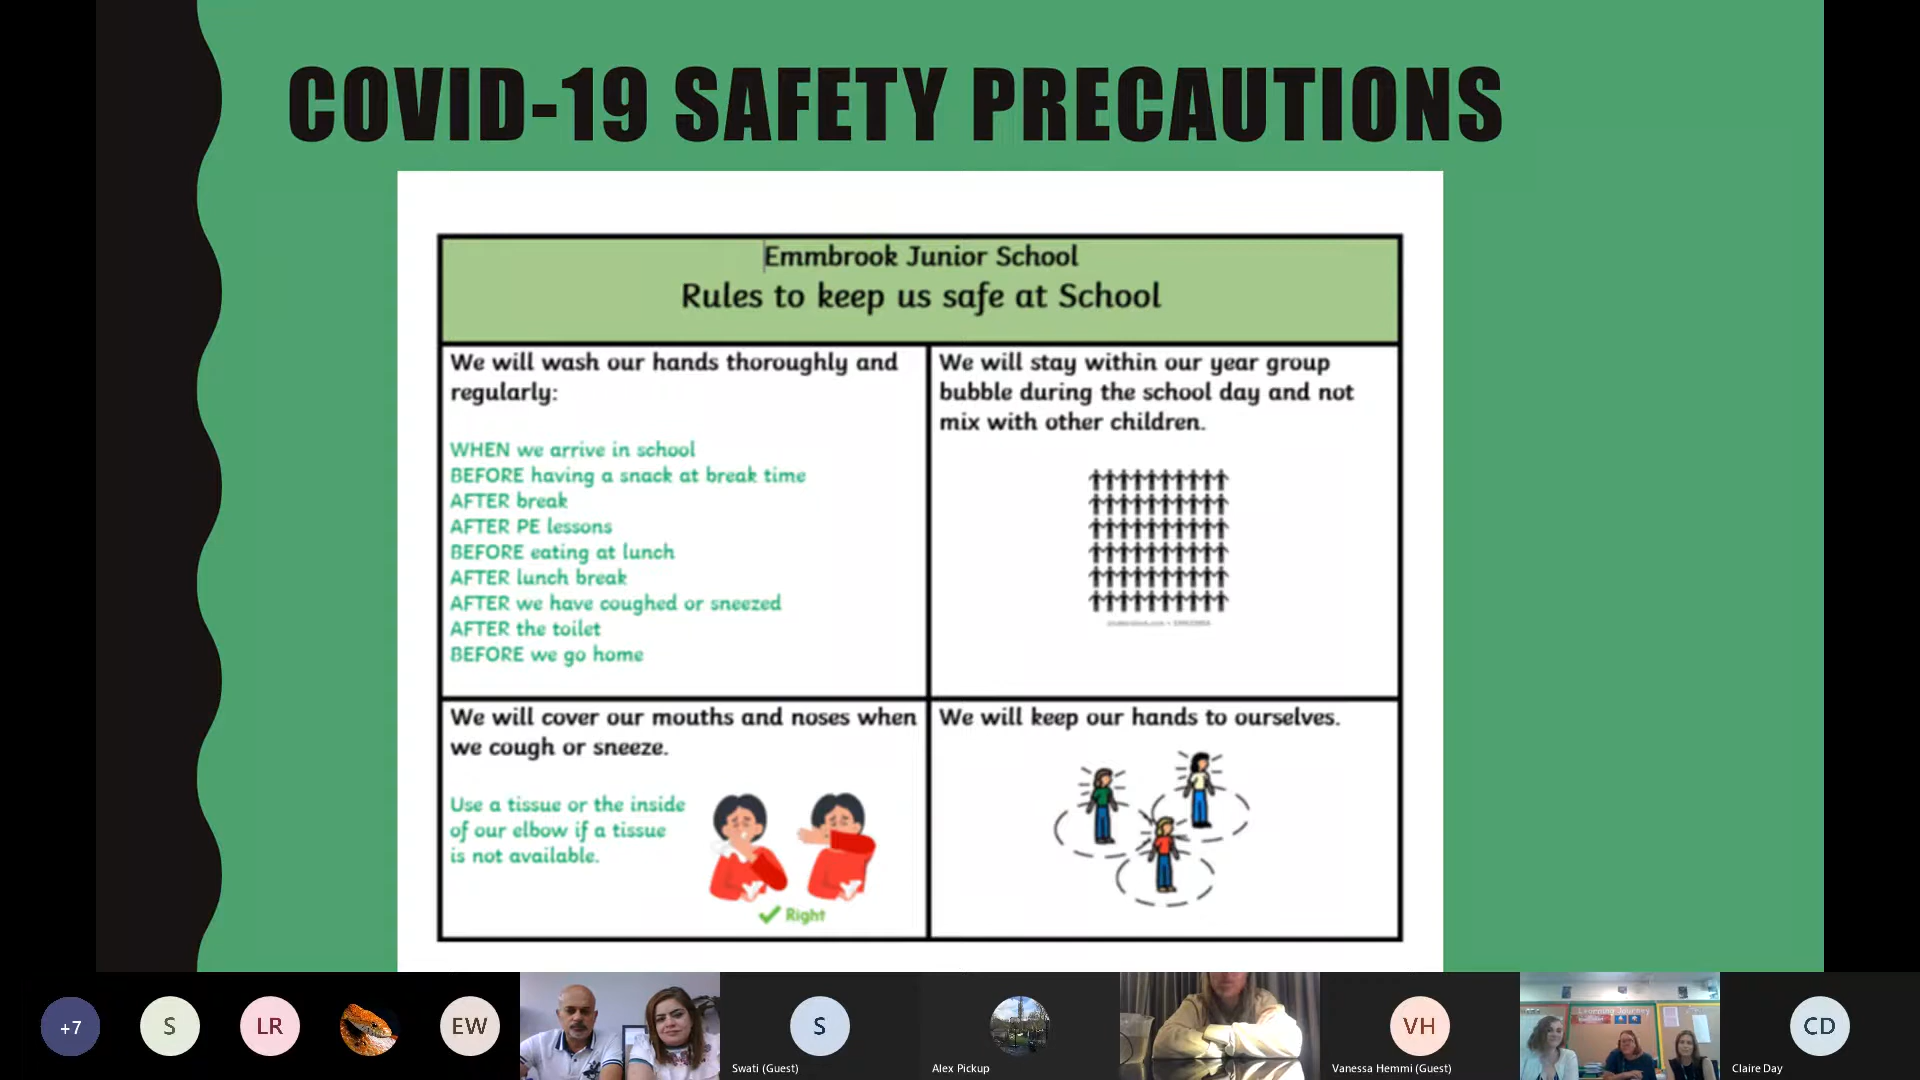 COVID-19 SAFETY PRECAUTIONS
Emmbrook Junior School
Rules to keep us safe at School
We will wash our hands thoroughly and
regularly:
WHEN we arrive in school
BEFORE having a snack at break time
AFTER break
AFTER PE lessons
BEFORE eating at lunch
AFTER lunch break
AFTER we have coughed or sneezed
AFTER the toilet
BEFORE we go home
We will stay within our year group
bubble during the school day and not
mix with other children.
We will cover our mouths and noses when
we cough or sneeze.
Use a tissue or the inside
of our elbow if a tissue
is not available.
Right
We will keep our hands to ourselves.
+7
S
LR
EW
S
Swati (Guest)
Alex Pickup
VH
Vanessa Hemmi (Guest)
Learning Journey
CD
Claire Day